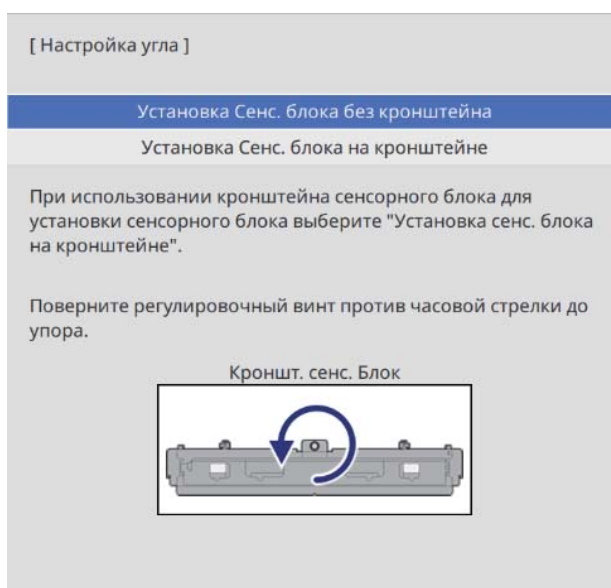 [ Настройка угла ]
Установка Сенс. блока без кронштейна
Установка Сенс. блока на кронштейне
При использовании кронштейна сенсорного блока для
установки сенсорного блока выберите "Установка сенс. блока
на кронштейне".
Поверните регулировочный винт против часовой стрелки до
упора.
Кроншт. сенс. Блок